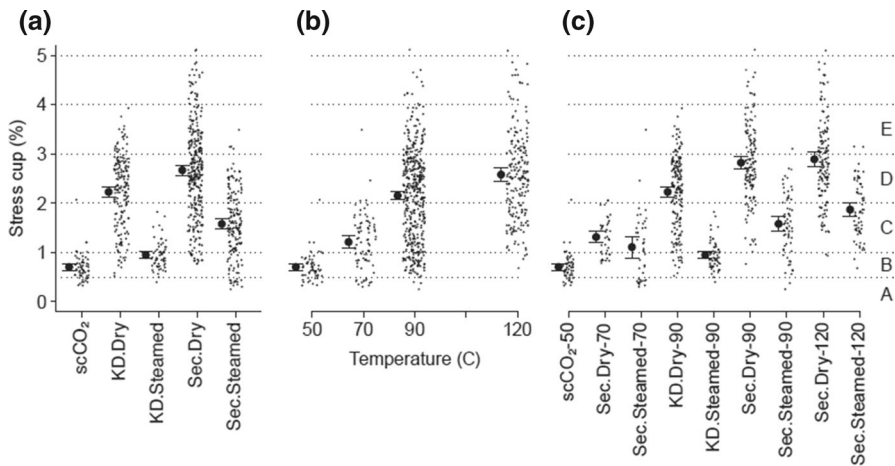 (a)
(b)
(c)
Stress cup (%)
5
4
3
2
1
0
E
D
C
B
A
scCO₂
KD.Dry
KD.Steamed
Sec.Dry
Sec.Steamed
50
70
90
120
Temperature (C)
scCO₂-50
Sec.Dry-70
Sec.Steamed-70
KD.Dry-90
KD.Steamed-90
Sec.Dry-90
Sec.Steamed-90
Sec.Dry-120
Sec.Steamed-120